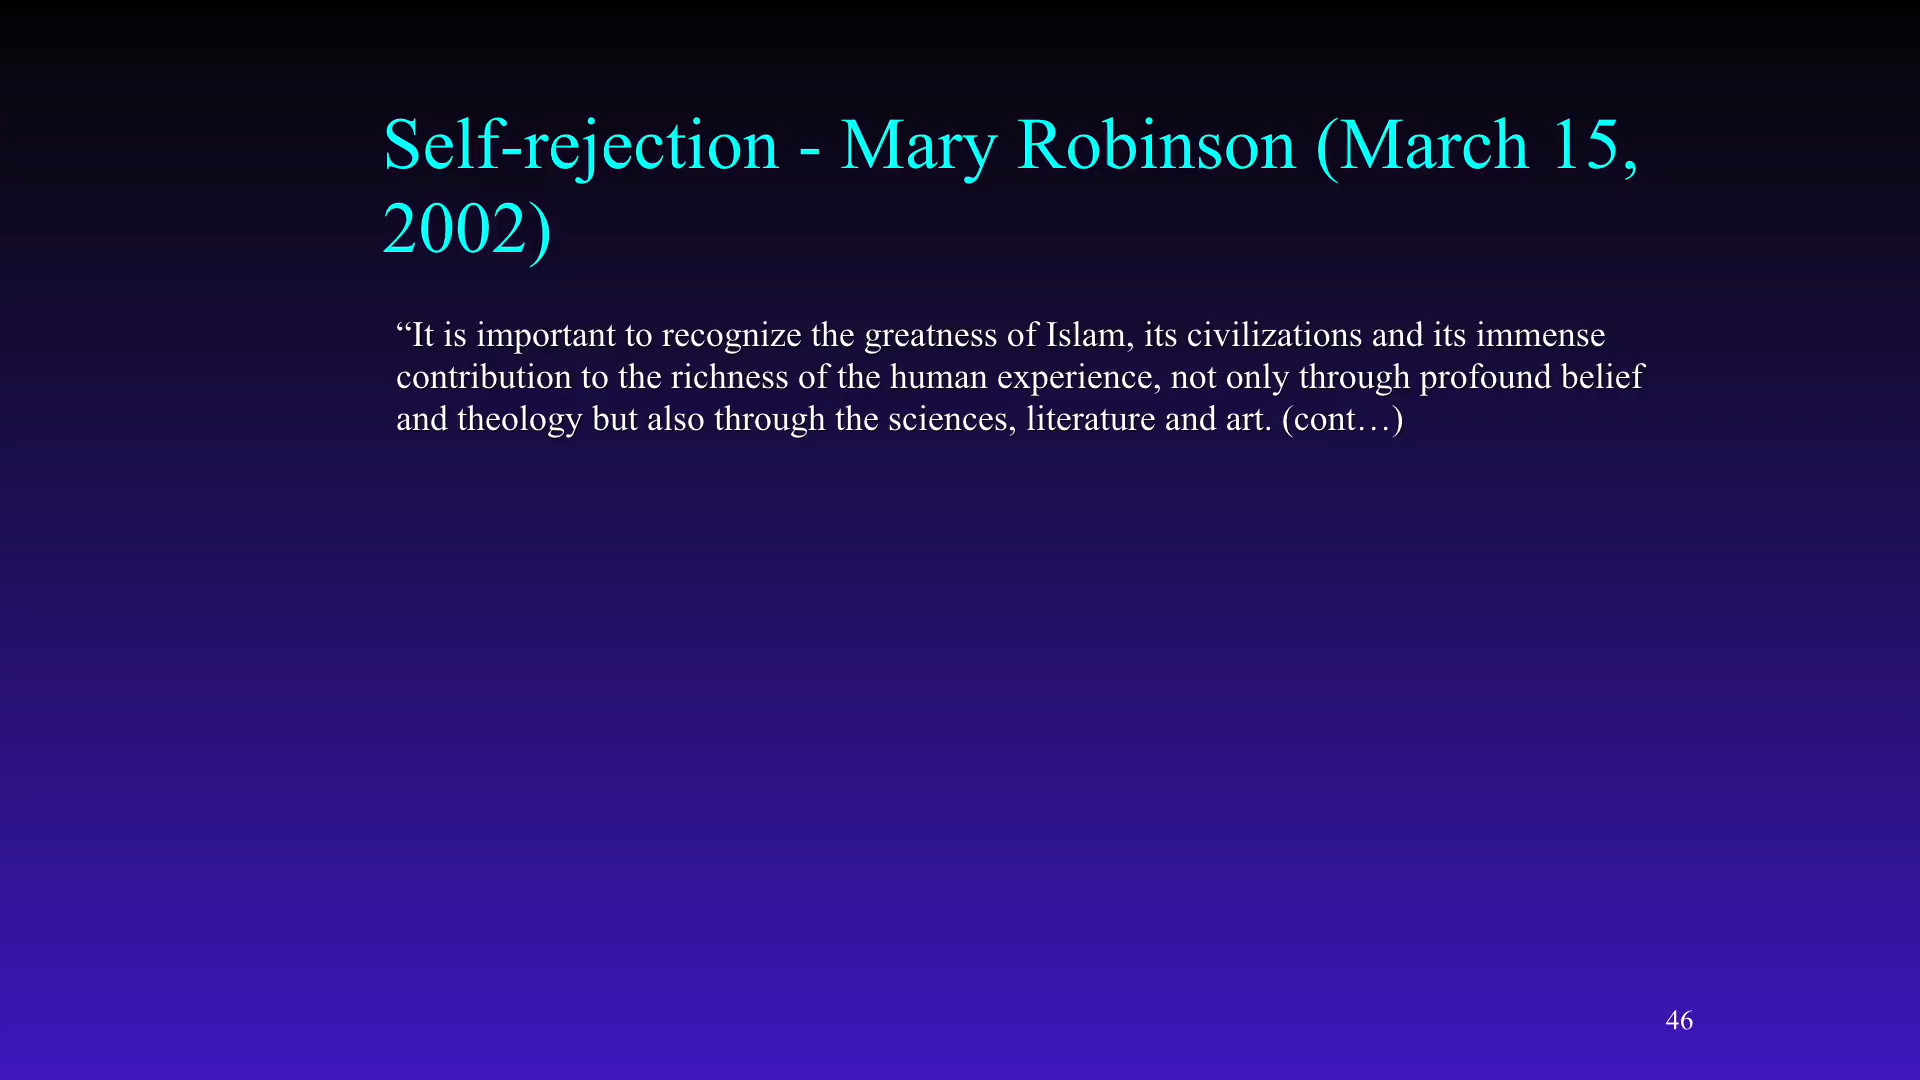 Self-rejection - Mary Robinson (March 15,
2002)
“It is important to recognize the greatness of Islam, its civilizations and its immense
contribution to the richness of the human experience, not only through profound belief
and theology but also through the sciences, literature and art. (cont…)
46